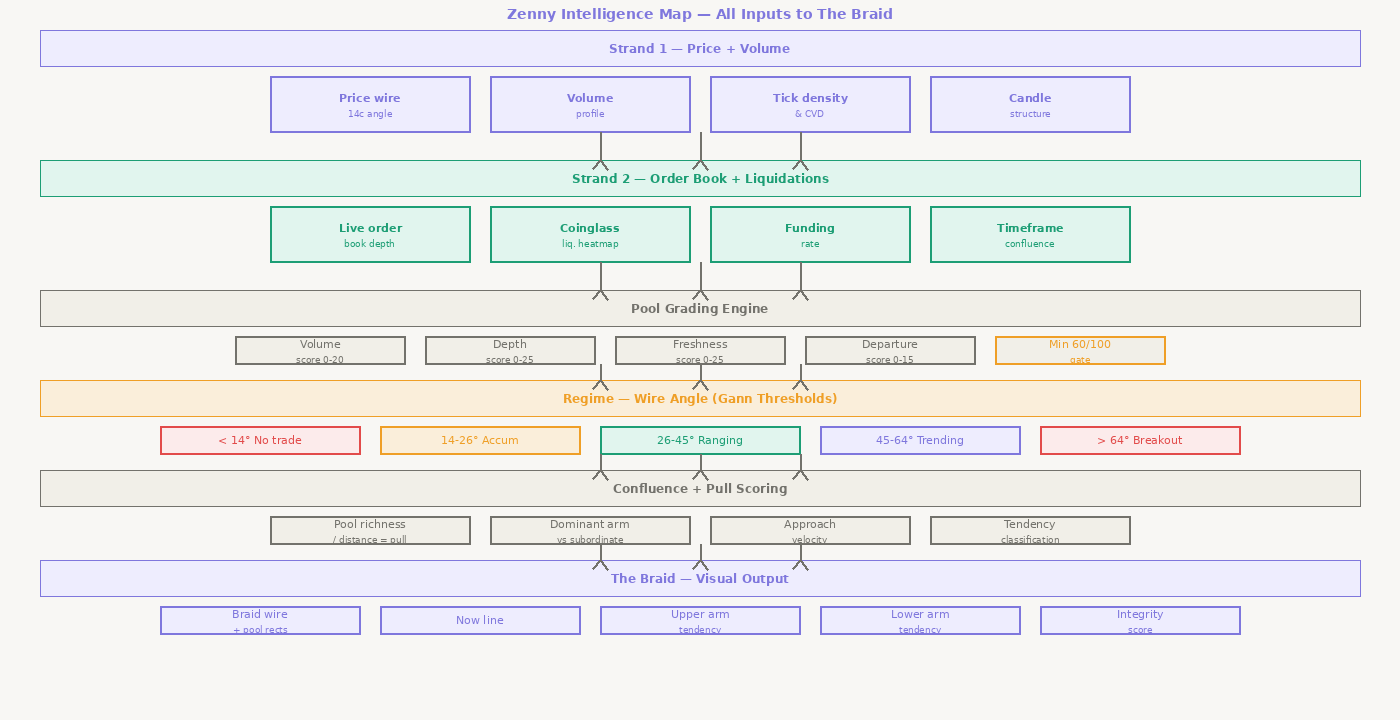 Zenny Intelligence Map — All Inputs to The Braid
Strand 1 — Price + Volume
Price wire
14c angle
Volume
profile
Tick density
& CVD
Candle
structure
Strand 2 — Order Book + Liquidations
Live order
book depth
Coinglass
liq. heatmap
Funding
rate
Timeframe
confluence
Pool Grading Engine
Volume
score 0-20
Depth
score 0-25
Freshness
score 0-25
Departure
score 0-15
Min 60/100
gate
Regime — Wire Angle (Gann Thresholds)
< 14° No trade
14-26° Accum
26-45° Ranging
45-64° Trending
> 64° Breakout
Confluence + Pull Scoring
Pool richness
/ distance = pull
Dominant arm
vs subordinate
Approach
velocity
Tendency
classification
The Braid — Visual Output
Braid wire
+ pool rects
Now line
Upper arm
tendency
Lower arm
tendency
Integrity
score